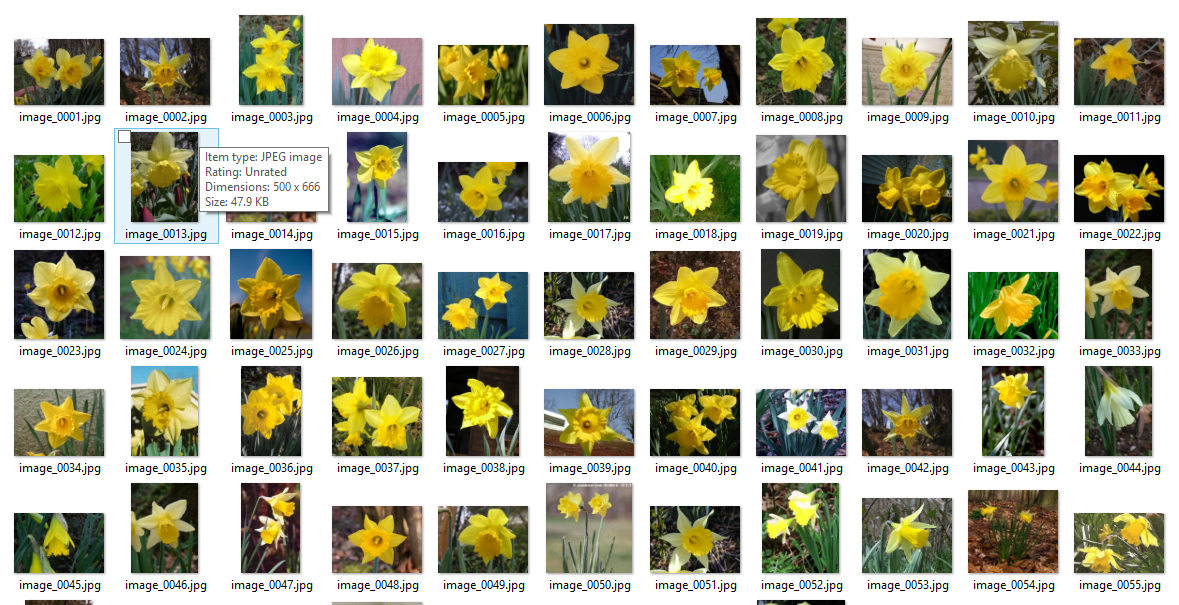 image_0001.jpg image_0002.jpg image_0003.jpg image_0004.jpg image_0005.jpg image_0006.jpg image_0007.jpg image_0008.jpg image_0009.jpg image_0010.jpg image_0011.jpg
Item type: JPEG image
Rating: Unrated
Dimensions: 500 x 666
Size: 47.9 KB
image_0012.jpg image_0013.jpg image_0014.jpg image_0015.jpg image_0016.jpg image_0017.jpg image_0018.jpg image_0019.jpg image_0020.jpg image_0021.jpg image_0022.jpg
image_0023.jpg image_0024.jpg image_0025.jpg image_0026.jpg image_0027.jpg image_0028.jpg image_0029.jpg image_0030.jpg image_0031.jpg image_0032.jpg image_0033.jpg
image_0034.jpg image_0035.jpg image_0036.jpg image_0037.jpg image_0038.jpg image_0039.jpg image_0040.jpg image_0041.jpg image_0042.jpg image_0043.jpg image_0044.jpg
image_0045.jpg image_0046.jpg image_0047.jpg image_0048.jpg image_0049.jpg image_0050.jpg image_0051.jpg image_0052.jpg image_0053.jpg image_0054.jpg image_0055.jpg